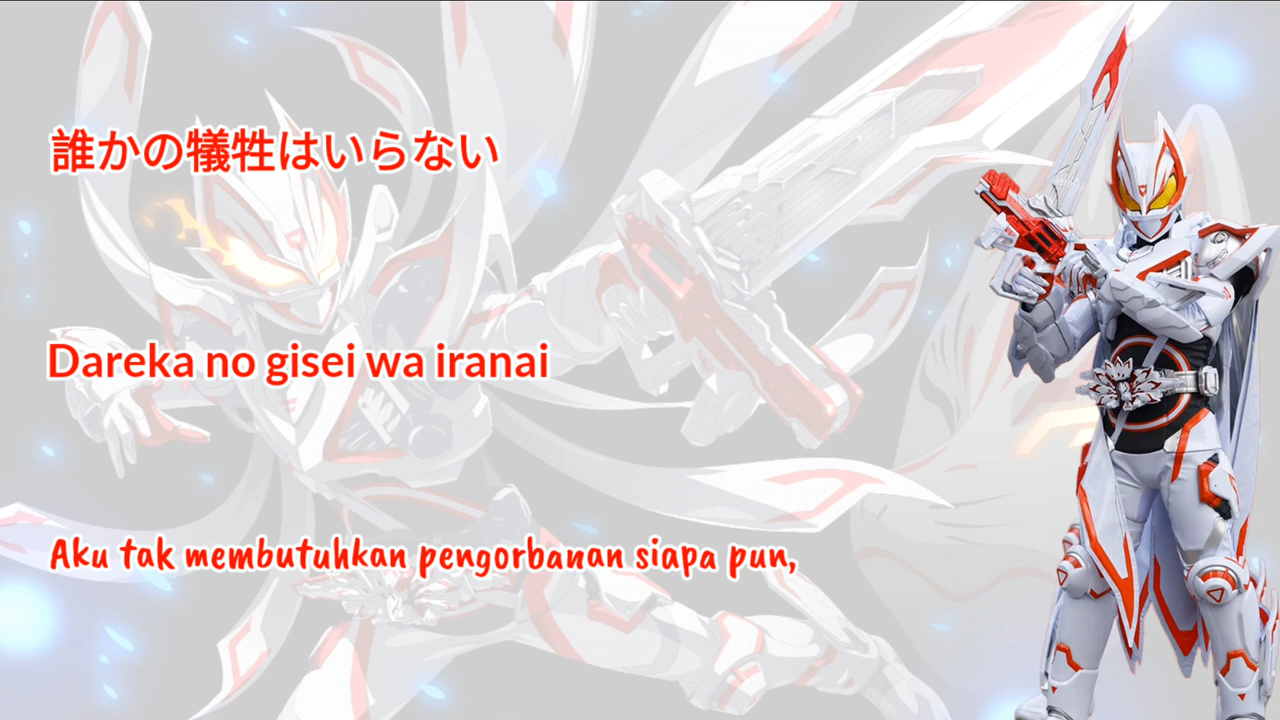 誰かの犠牲はいらない
Dareka no gisei wa iranai
Aku tak membutuhkan pengorbanan siapa pun,